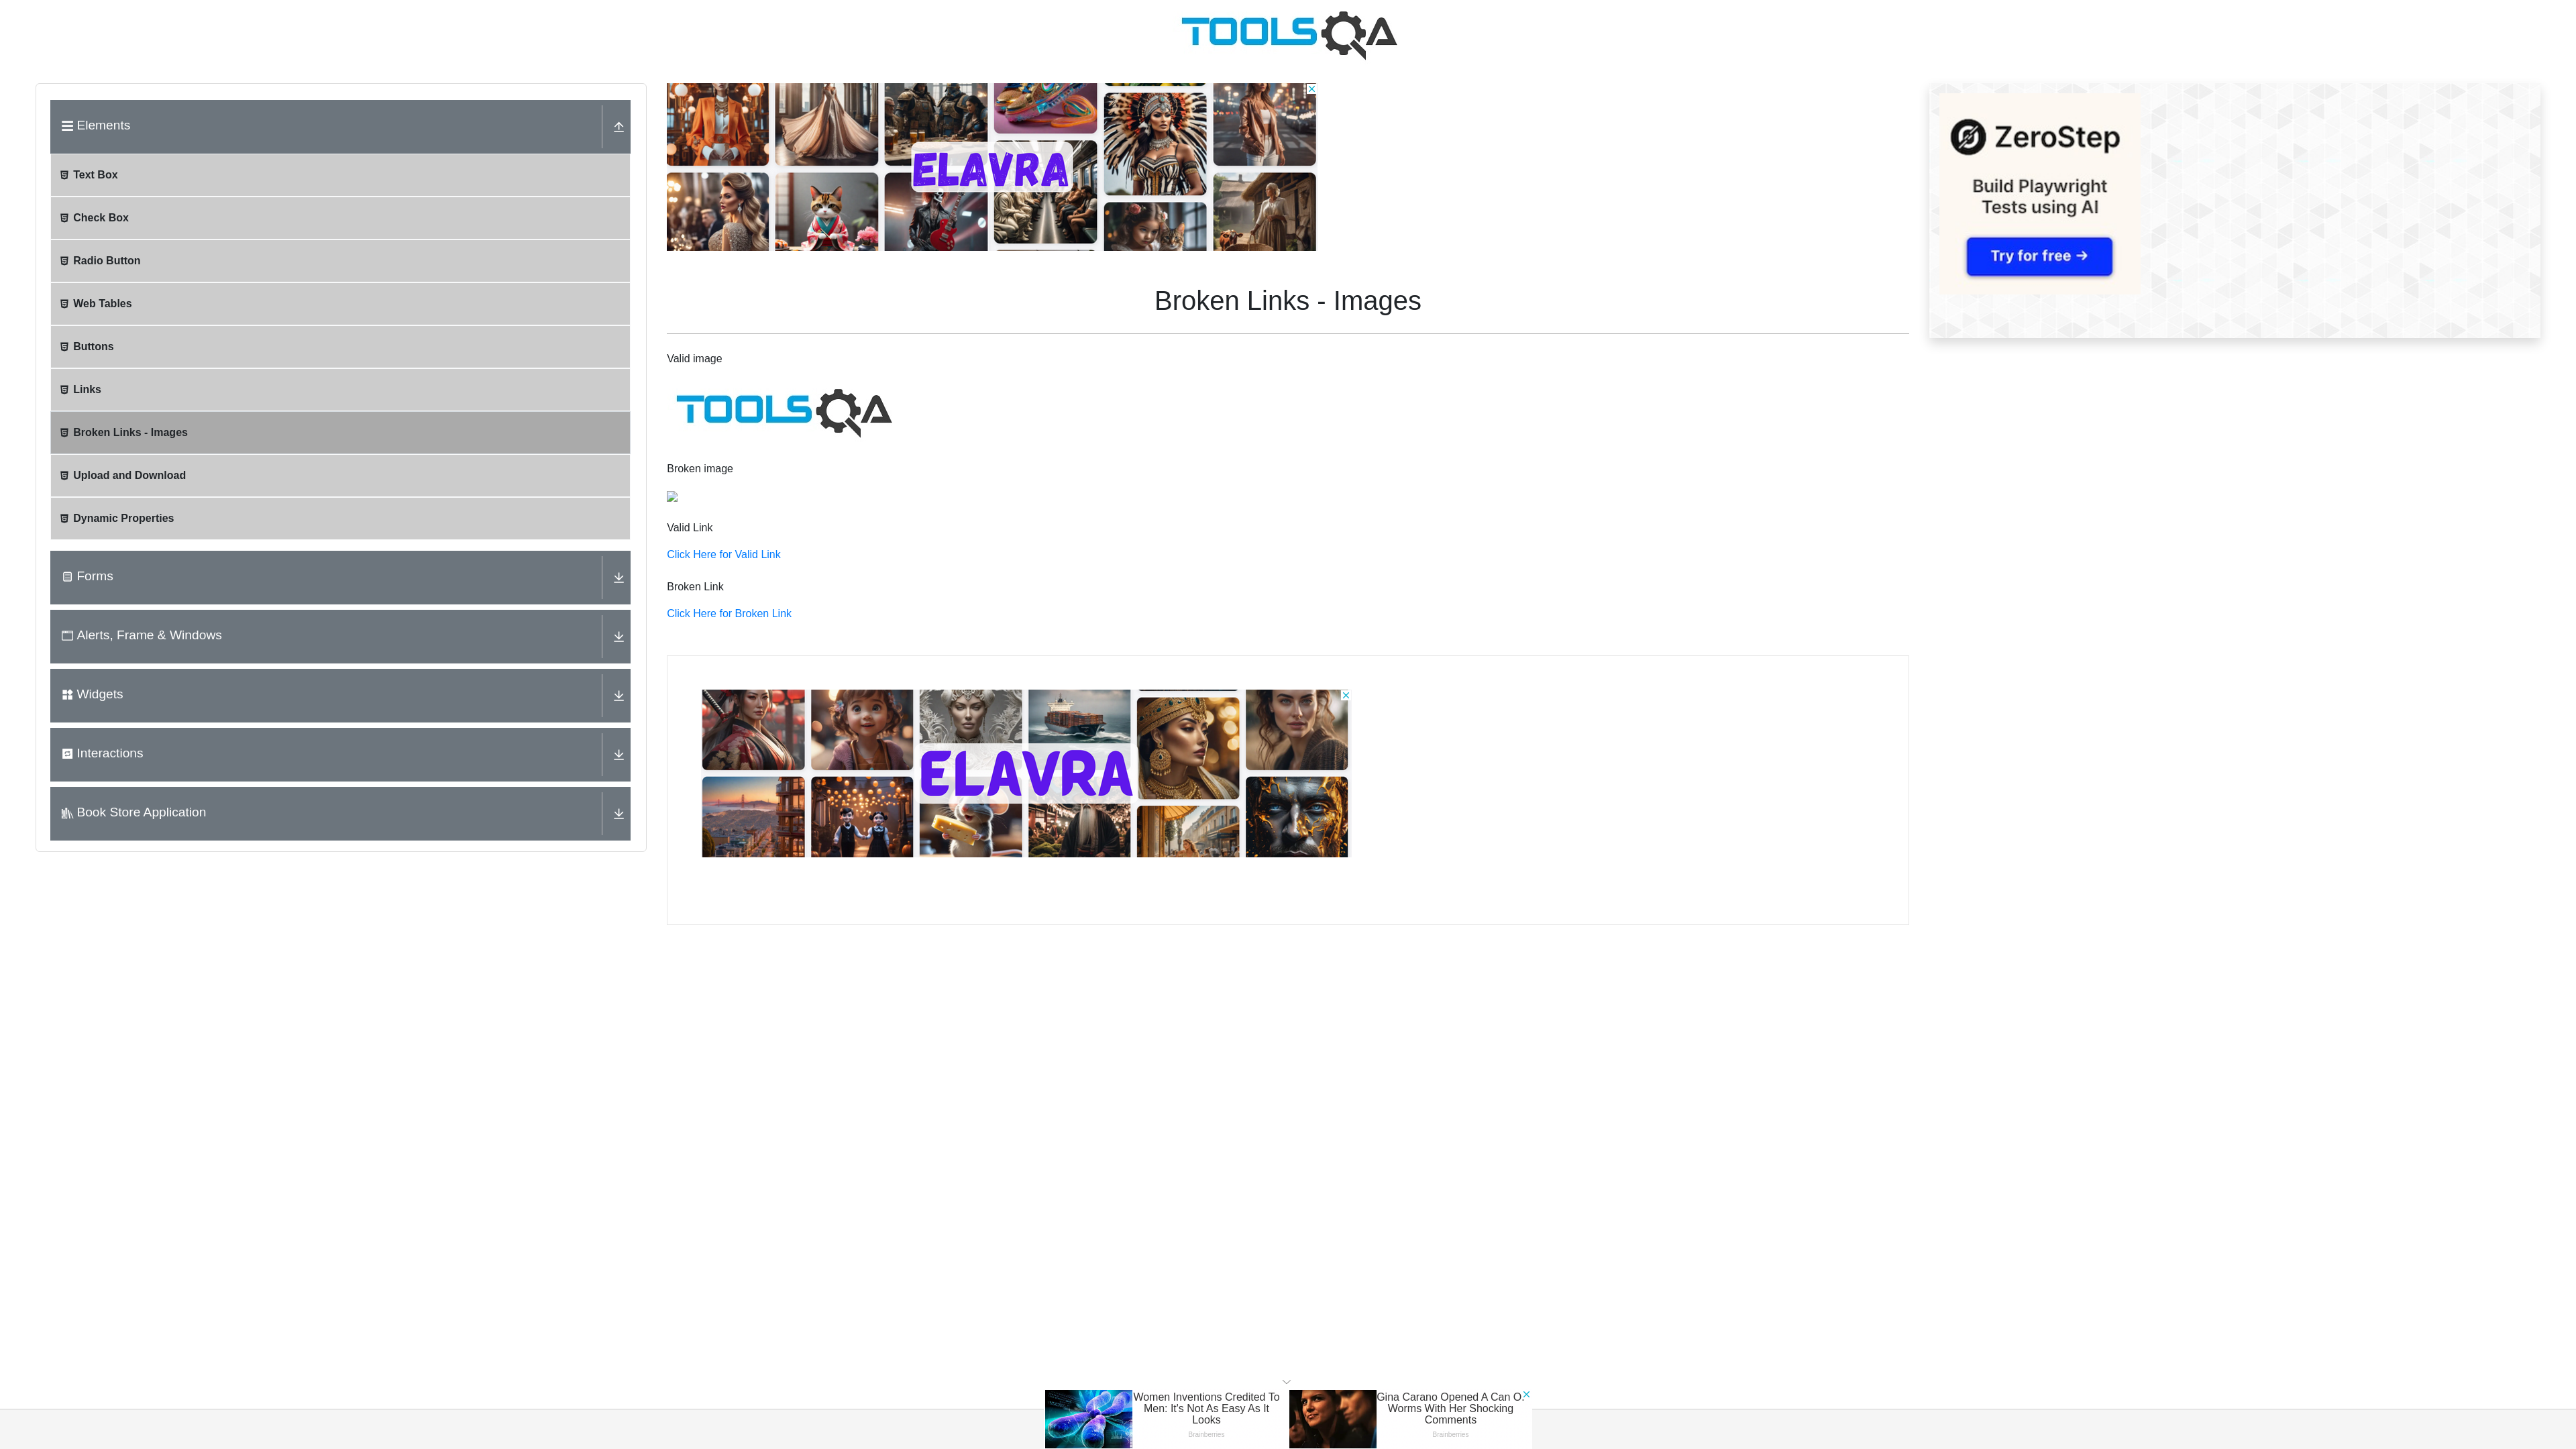 TOOLSQA
Elements
Text Box
Check Box
Radio Button
Web Tables
Buttons
Links
Broken Links - Images
Upload and Download
Dynamic Properties
Forms
Alerts, Frame & Windows
Widgets
Interactions
Book Store Application
ELAVRA
Broken Links - Images
Valid image
TOOLSQA
Broken image
Valid Link
Click Here for Valid Link
Broken Link
Click Here for Broken Link
ELAVRA
ZeroStep
Build Playwright
Tests using AI
Try for free →
Women Inventions Credited To
Men: It's Not As Easy As It
Looks
Brainberries
Gina Carano Opened A Can O.
Worms With Her Shocking
Comments
Brainberries